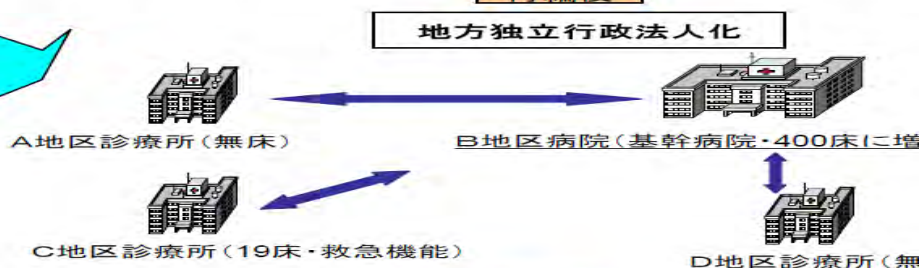 地方独立行政法人化
A地区診療所(無床)
B地区病院(基幹病院・400床に増
C地区診療所(19床・救急機能)
D地区診療所(無